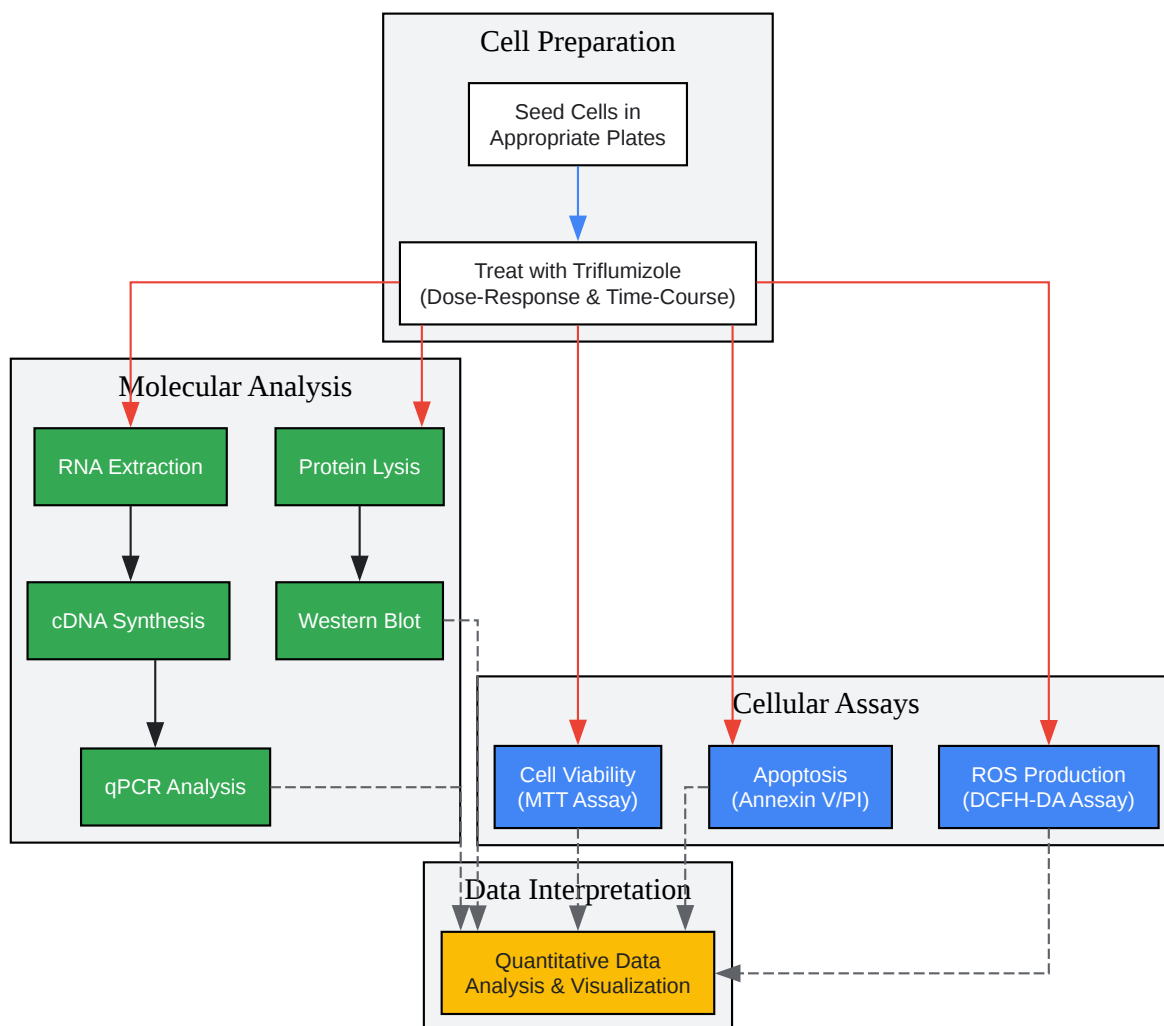 Cell Preparation
Seed Cells in
Appropriate Plates
Treat with Triflumizole
(Dose-Response & Time-Course)
Molecular Analysis
RNA Extraction
Protein Lysis
cDNA Synthesis
Western Blot
qPCR Analysis
Cellular Assays
Cell Viability
(MTT Assay)
Apoptosis
(Annexin V/PI)
ROS Production
(DCFH-DA Assay)
Data Interpretation
Quantitative Data
Analysis & Visualization